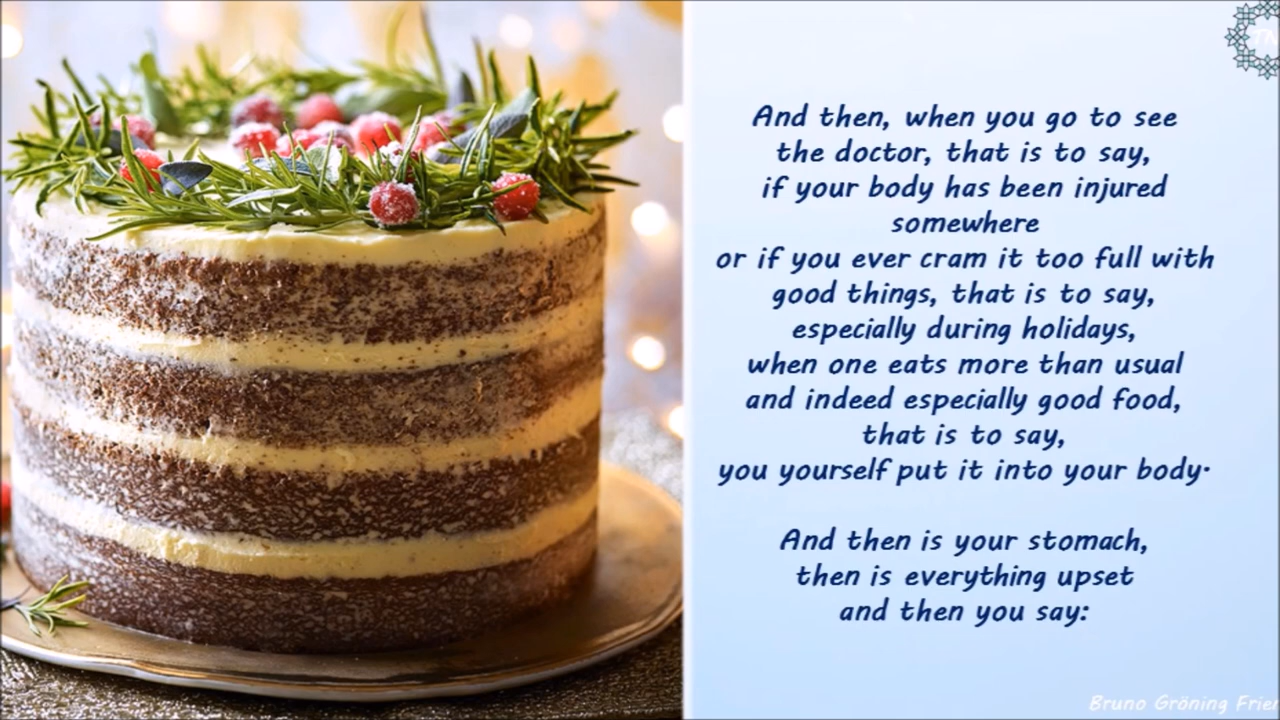 And then, when you go to see
the doctor, that is to say,
if your body has been injured
somewhere
or if you ever cram it too full with
good things, that is to say,
especially during holidays,
when one eats more than usual
and indeed especially good food,
that is to say,
you yourself put it into your body.
And then is your stomach,
then is everything upset
and then you say:
Bruno Gröning